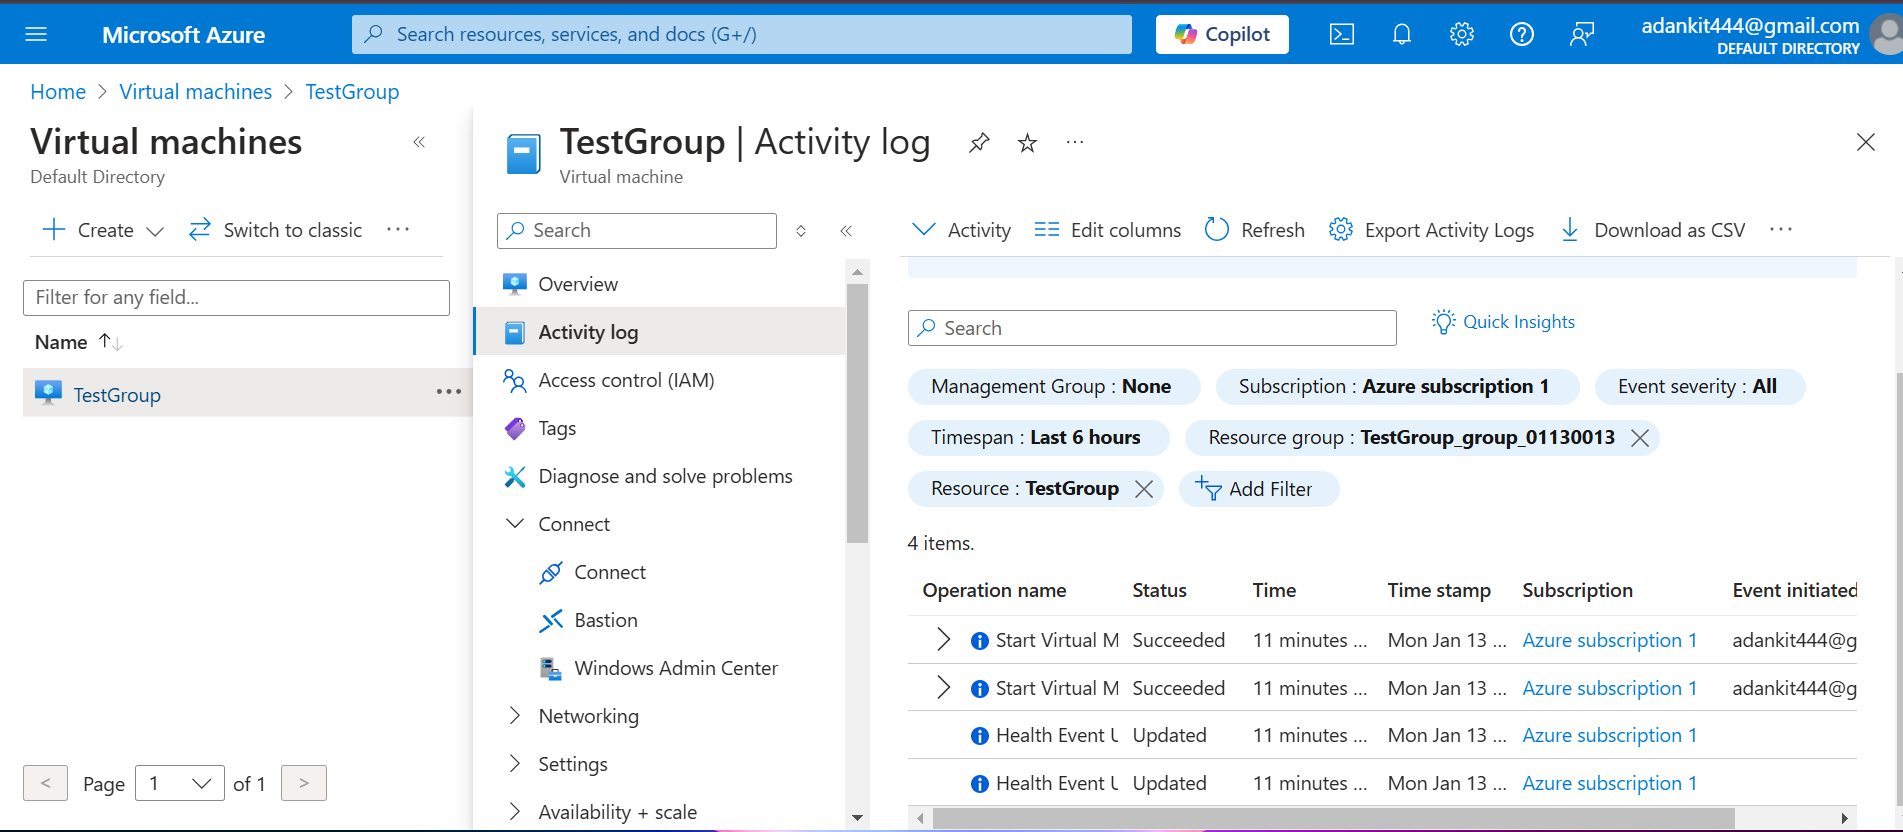 Microsoft Azure
Search resources, services, and docs (G+/)
Copilot
adankit444@gmail.com
DEFAULT DIRECTORY
Home > Virtual machines > TestGroup
Virtual machines
Default Directory
Create
Switch to classic
Filter for any field...
Name
TestGroup
Page 1 of 1
TestGroup | Activity log
Virtual machine
Search
Overview
Activity log
Access control (IAM)
Tags
Diagnose and solve problems
Connect
Connect
Bastion
Windows Admin Center
Networking
Settings
Availability + scale
Activity
Edit columns
Refresh
Export Activity Logs
Download as CSV
Search
Quick Insights
Management Group : None
Subscription : Azure subscription 1
Event severity : All
Timespan : Last 6 hours
Resource group : TestGroup_group_01130013
Resource : TestGroup
Add Filter
4 items.
Operation name Status Time Time stamp Subscription Event initiated
Start Virtual M Succeeded 11 minutes ... Mon Jan 13 ... Azure subscription 1 adankit444@g
Start Virtual M Succeeded 11 minutes ... Mon Jan 13 ... Azure subscription 1 adankit444@g
Health Event U Updated 11 minutes ... Mon Jan 13 ... Azure subscription 1
Health Event U Updated 11 minutes ... Mon Jan 13 ... Azure subscription 1